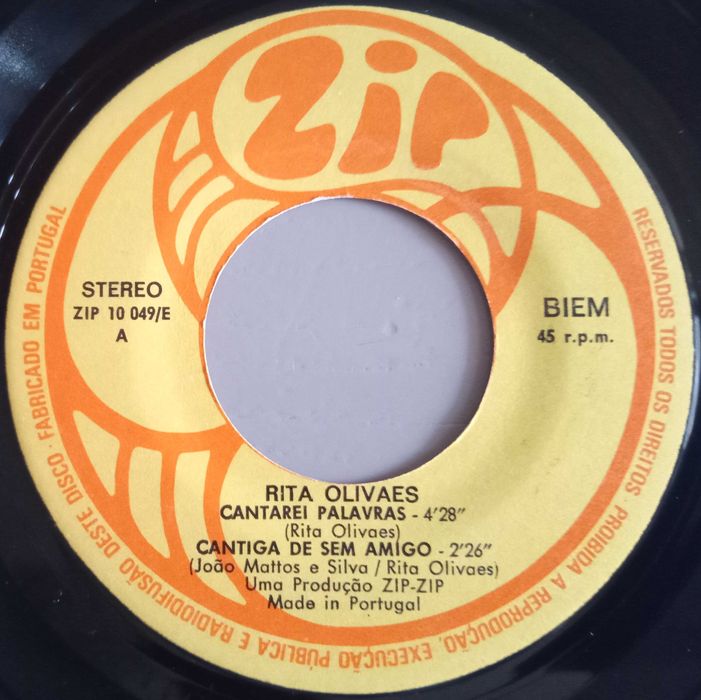 Zip
STEREO
ZIP 10 049/E
A
BIEM
45 r.p.m.
RITA OLIVAES
CANTAREI PALAVRAS - 4'28"
(Rita Olivaes)
CANTIGA DE SEM AMIGO - 2'26"
(João Mattos e Silva / Rita Olivaes)
Uma Produção ZIP-ZIP
Made in Portugal
RESERVADOS TODOS OS DIREITOS · PROIBIDA A REPRODUÇÃO, EXECUÇÃO PÚBLICA E RADIODIFUSÃO DESTE DISCO · FABRICADO EM PORTUGAL